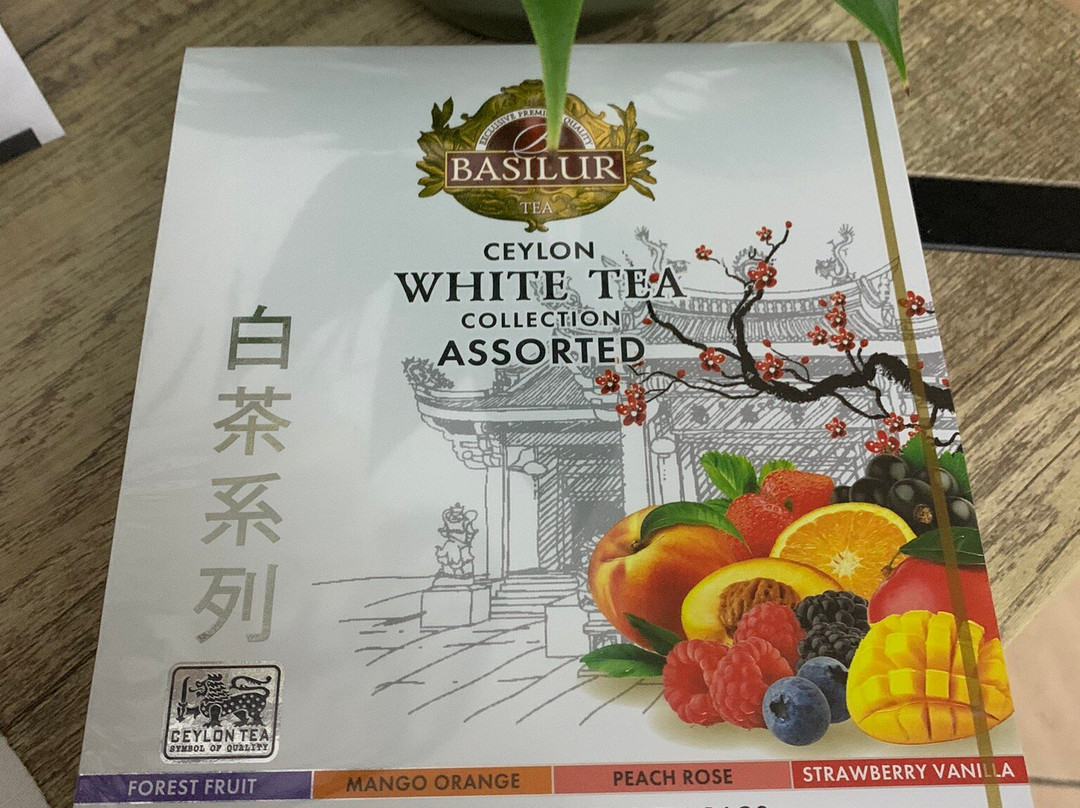 EXCLUSIVE PREMIUM QUALITY
B
BASILUR
TEA
CEYLON
WHITE TEA
COLLECTION
ASSORTED
白茶系列
CEYLON TEA
SYMBOL OF QUALITY
FOREST FRUIT
MANGO ORANGE
PEACH ROSE
STRAWBERRY VANILLA